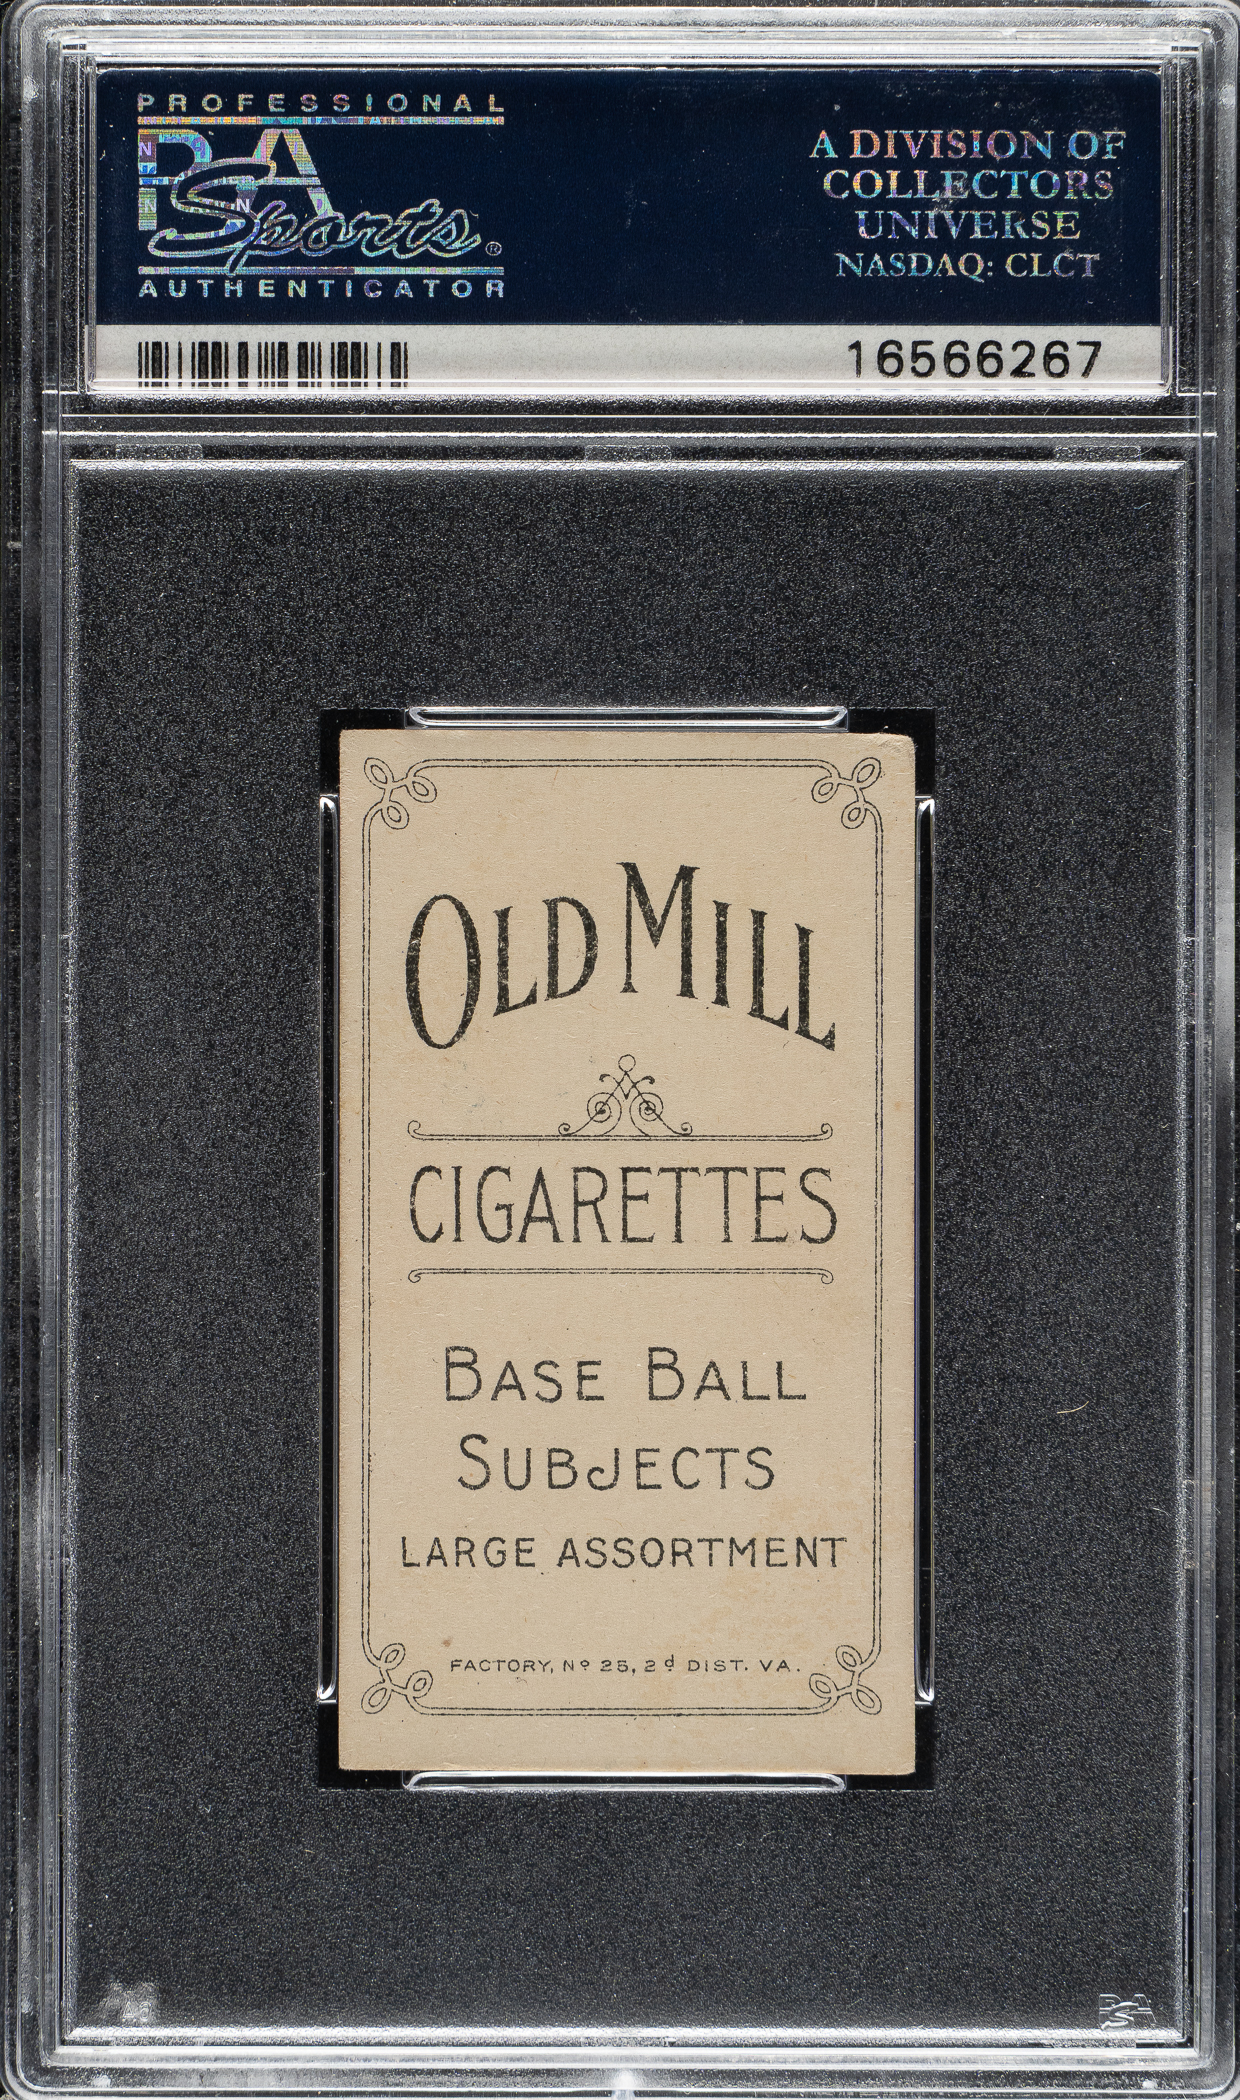 PROFESSIONAL
PSA
Sports®
AUTHENTICATOR
A DIVISION OF
COLLECTORS
UNIVERSE
NASDAQ: CLCT
16566267
OLD MILL
CIGARETTES
BASE BALL
SUBJECTS
LARGE ASSORTMENT
FACTORY, Nº 25, 2d DIST. VA.
PSA